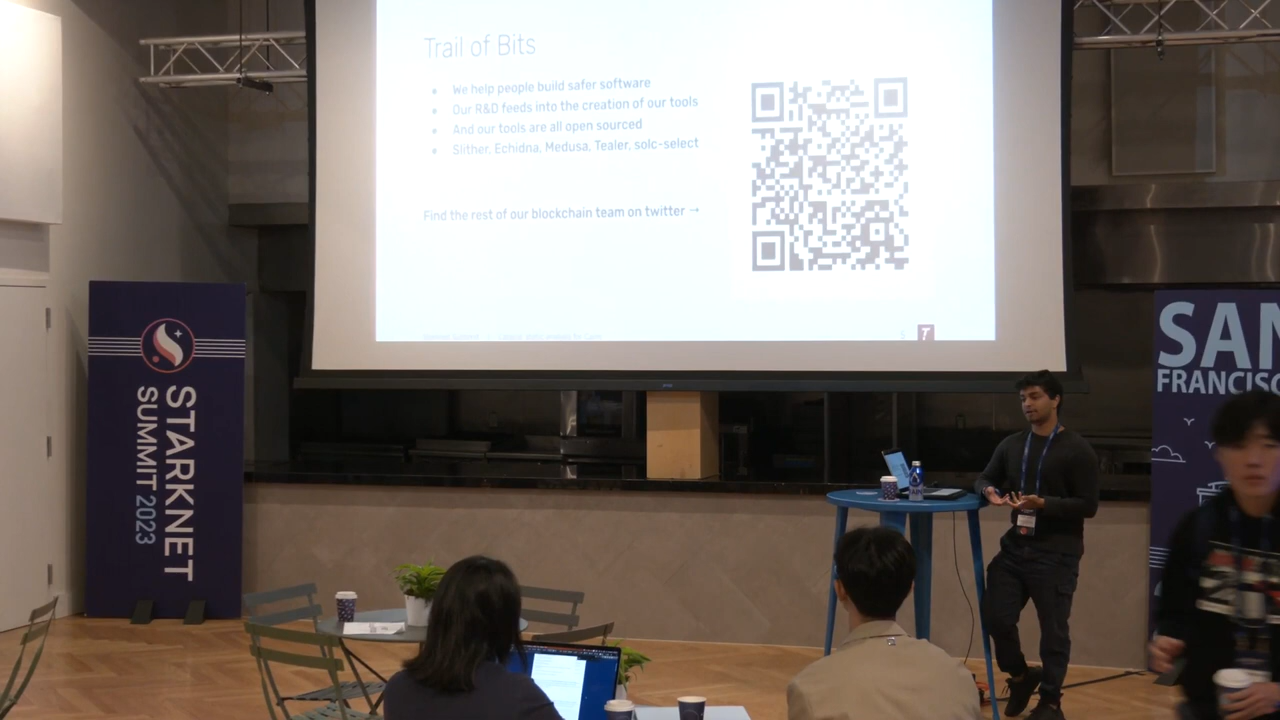 Trail of Bits
We help people build safer software
Our R&D feeds into the creation of our tools
And our tools are all open sourced
Slither, Echidna, Medusa, Tealer, solc-select
Find the rest of our blockchain team on twitter →
STARKNET
SUMMIT 2023
SAN
FRANCISC